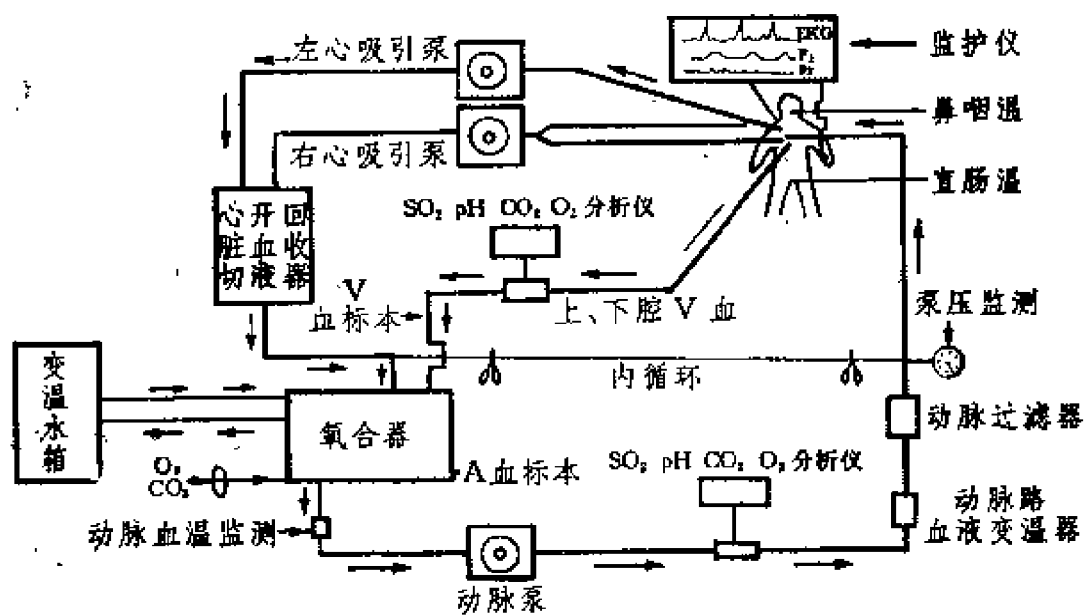 左心吸引泵
EKG
监护仪
鼻咽温
右心吸引泵
直肠温
SO₂ pH CO₂ O₂ 分析仪
心脏切
开血液
回收器
V
血标本
上、下腔 V 血
泵压监测
内循环
变温水箱
氧合器
动脉过滤器
O₂
CO₂
A血标本
SO₂ pH CO₂ O₂ 分析仪
动脉血温监测
动脉路
血液变温器
动脉泵